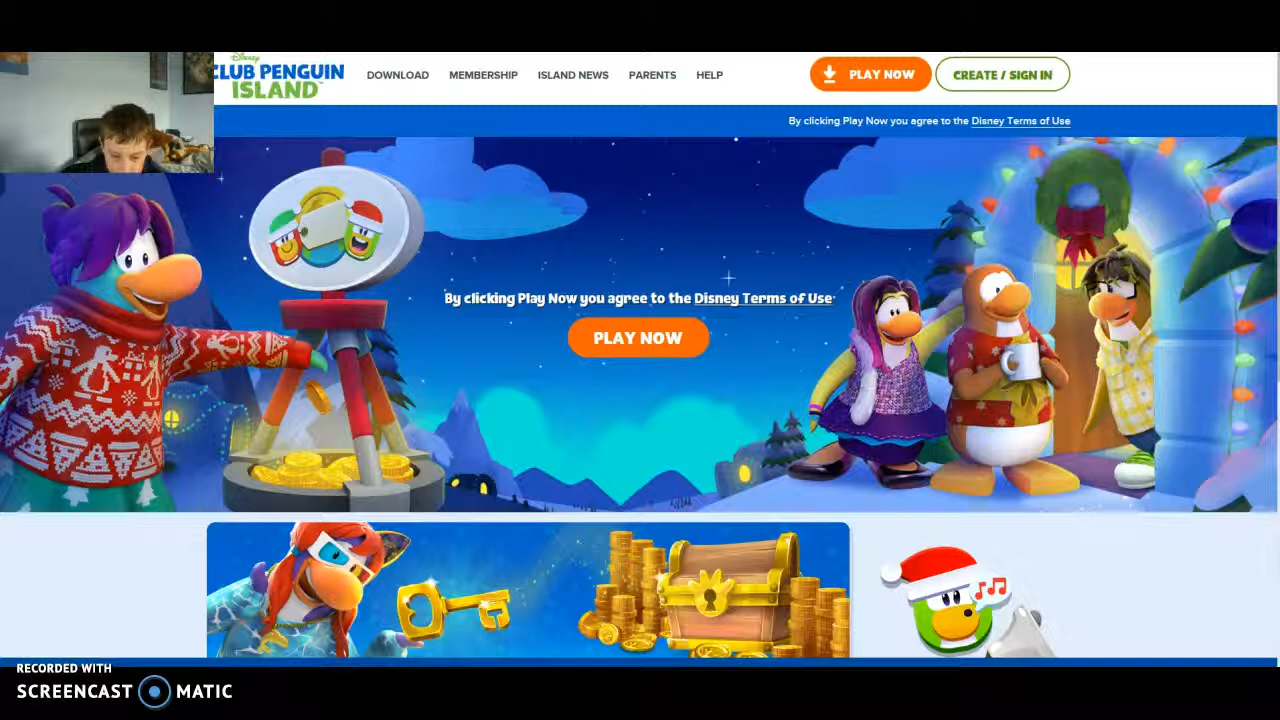 Disney
CLUB PENGUIN
ISLAND
DOWNLOAD
MEMBERSHIP
ISLAND NEWS
PARENTS
HELP
PLAY NOW
CREATE / SIGN IN
By clicking Play Now you agree to the Disney Terms of Use
By clicking Play Now you agree to the Disney Terms of Use
PLAY NOW
RECORDED WITH
SCREENCAST MATIC